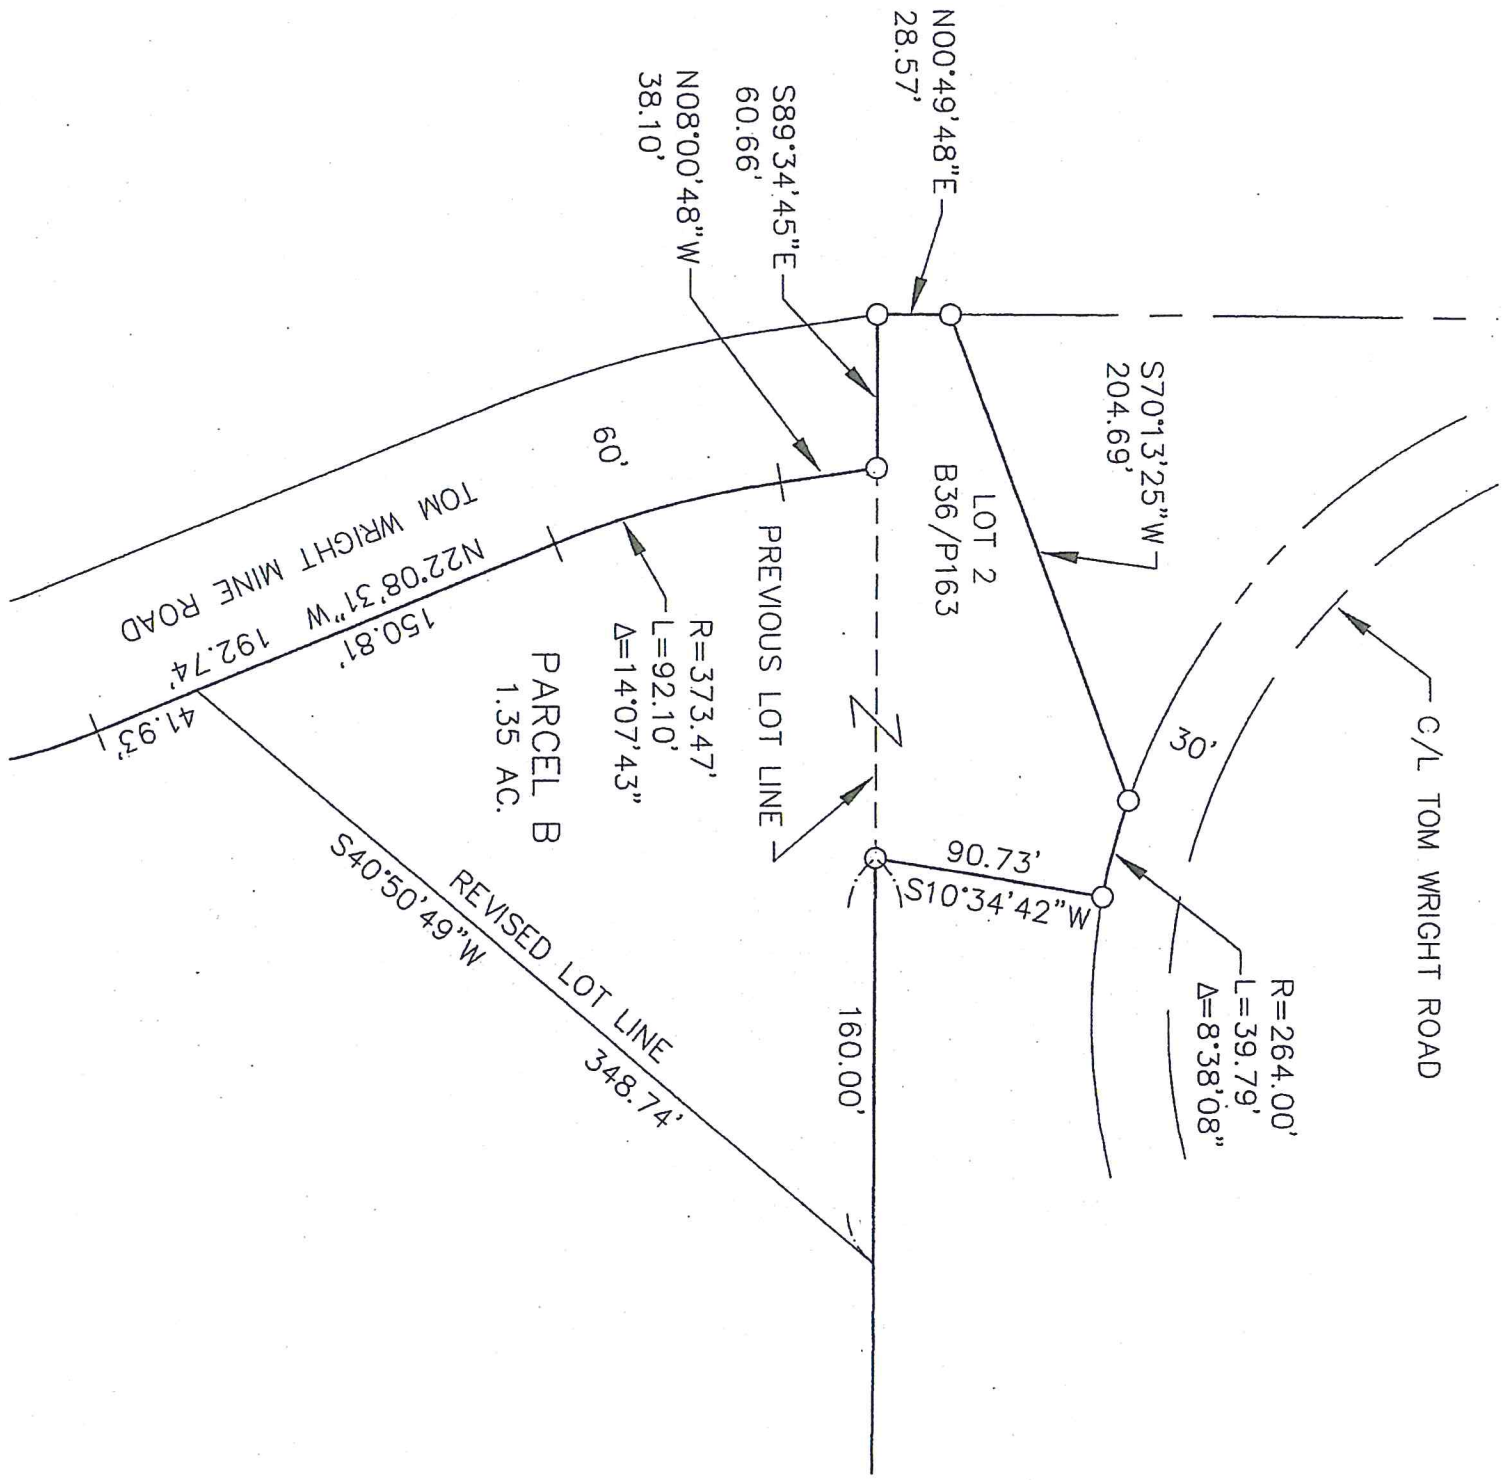 N00°49'48"E
28.57'
S89°34'45"E
60.66'
N08°00'48"W
38.10'
S70°13'25"W
204.69'
LOT 2
B36/P163
C/L TOM WRIGHT ROAD
30'
R=264.00'
L=39.79'
Δ=8°38'08"
90.73'
S10°34'42"W
160.00'
PREVIOUS LOT LINE
R=373.47'
L=92.10'
Δ=14°07'43"
60'
TOM WRIGHT MINE ROAD
N22°08'31"W 192.74'
150.81'
41.93'
PARCEL B
1.35 AC.
REVISED LOT LINE
S40°50'49"W 348.74'